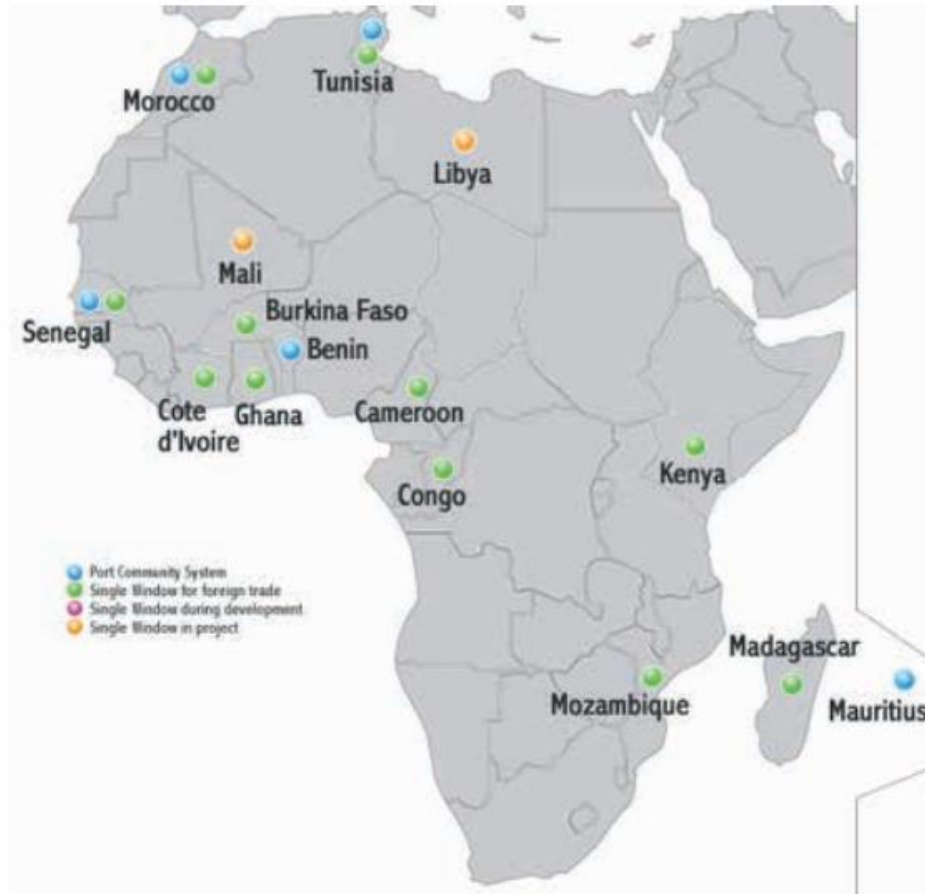 Tunisia
Morocco
Libya
Mali
Burkina Faso
Senegal
Benin
Cote
d'Ivoire
Ghana
Cameroon
Kenya
Congo
Port Community System
Single Window for foreign trade
Single Window during development
Single Window in project
Madagascar
Mozambique
Mauritius